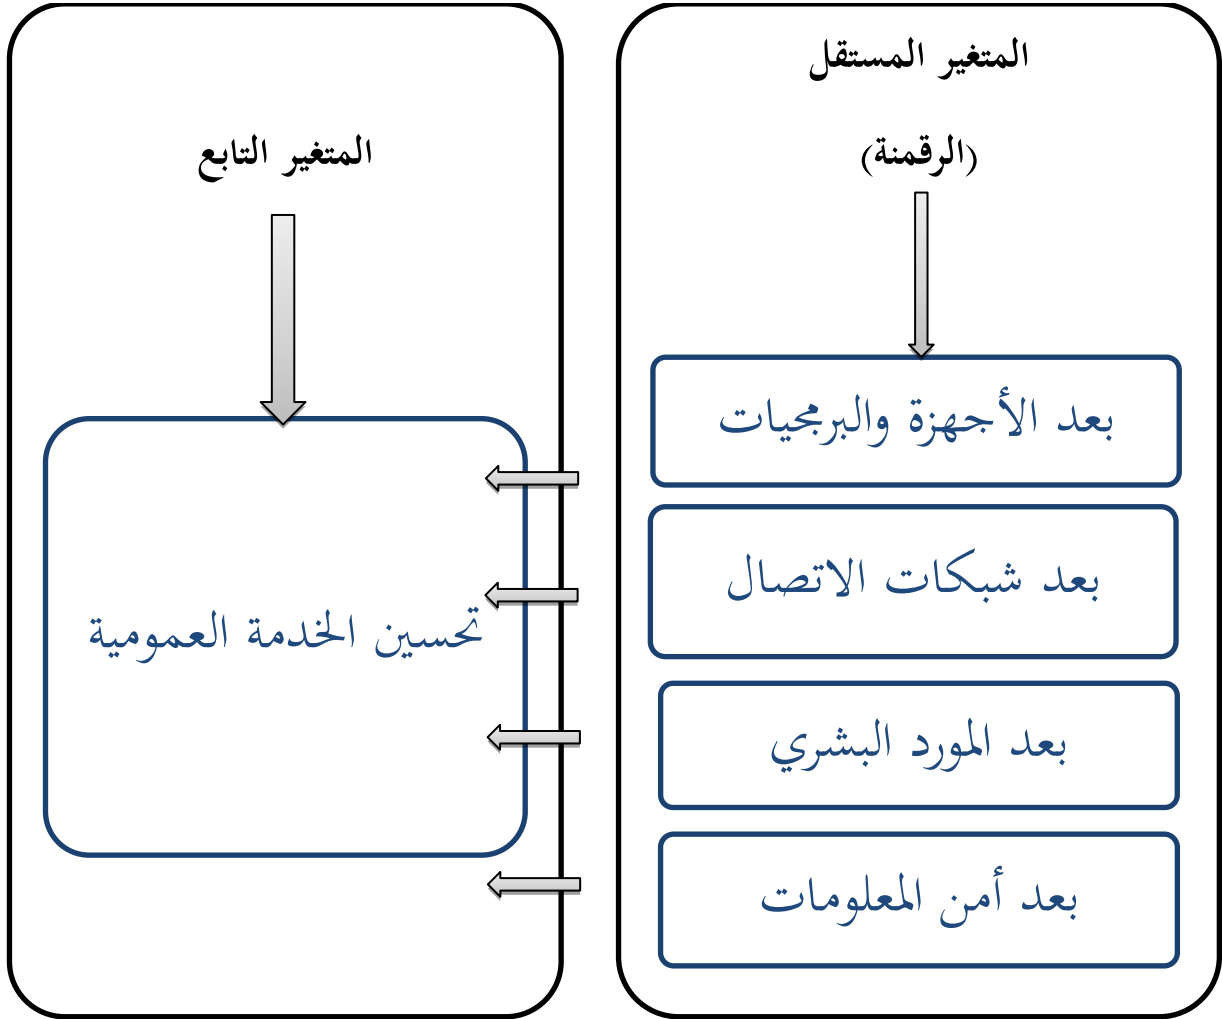 المتغير المستقل
(الرقمنة)
بعد الأجهزة والبرمجيات
بعد شبكات الاتصال
بعد المورد البشري
بعد أمن المعلومات
المتغير التابع
تحسين الخدمة العمومية